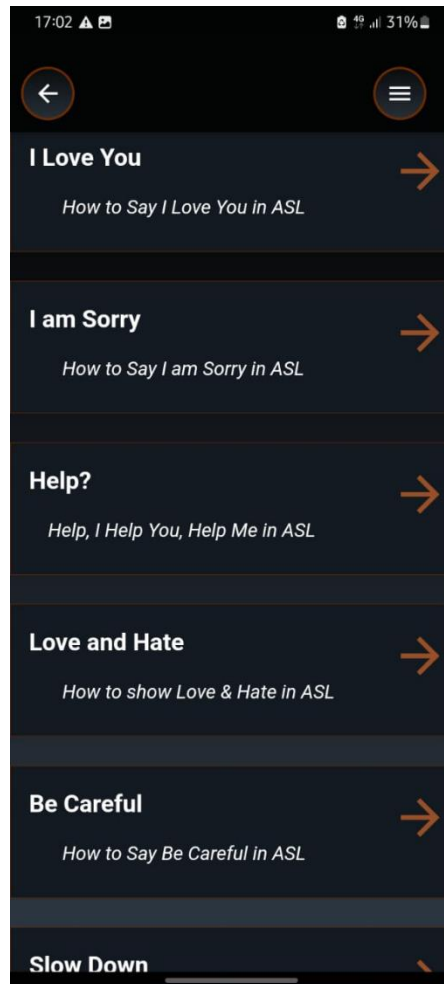 17:02 4G 31%
I Love You
How to Say I Love You in ASL
I am Sorry
How to Say I am Sorry in ASL
Help?
Help, I Help You, Help Me in ASL
Love and Hate
How to show Love & Hate in ASL
Be Careful
How to Say Be Careful in ASL
Slow Down